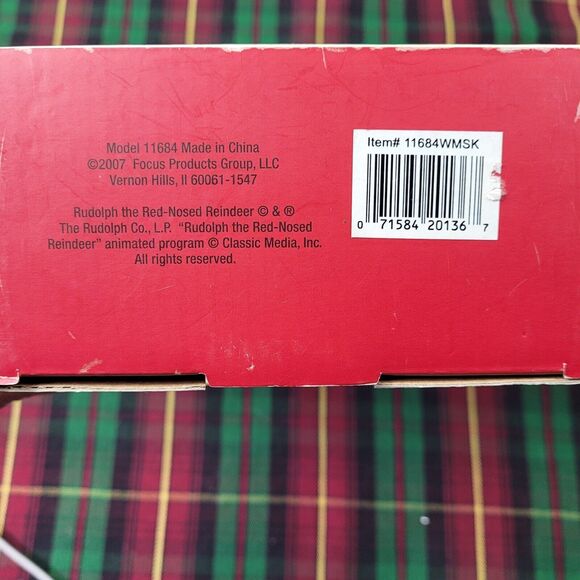 Model 11684 Made in China
©2007 Focus Products Group, LLC
Vernon Hills, Il 60061-1547
Rudolph the Red-Nosed Reindeer © & ®
The Rudolph Co., L.P. "Rudolph the Red-Nosed
Reindeer" animated program © Classic Media, Inc.
All rights reserved.
Item# 11684WMSK
0 71584 20136 7